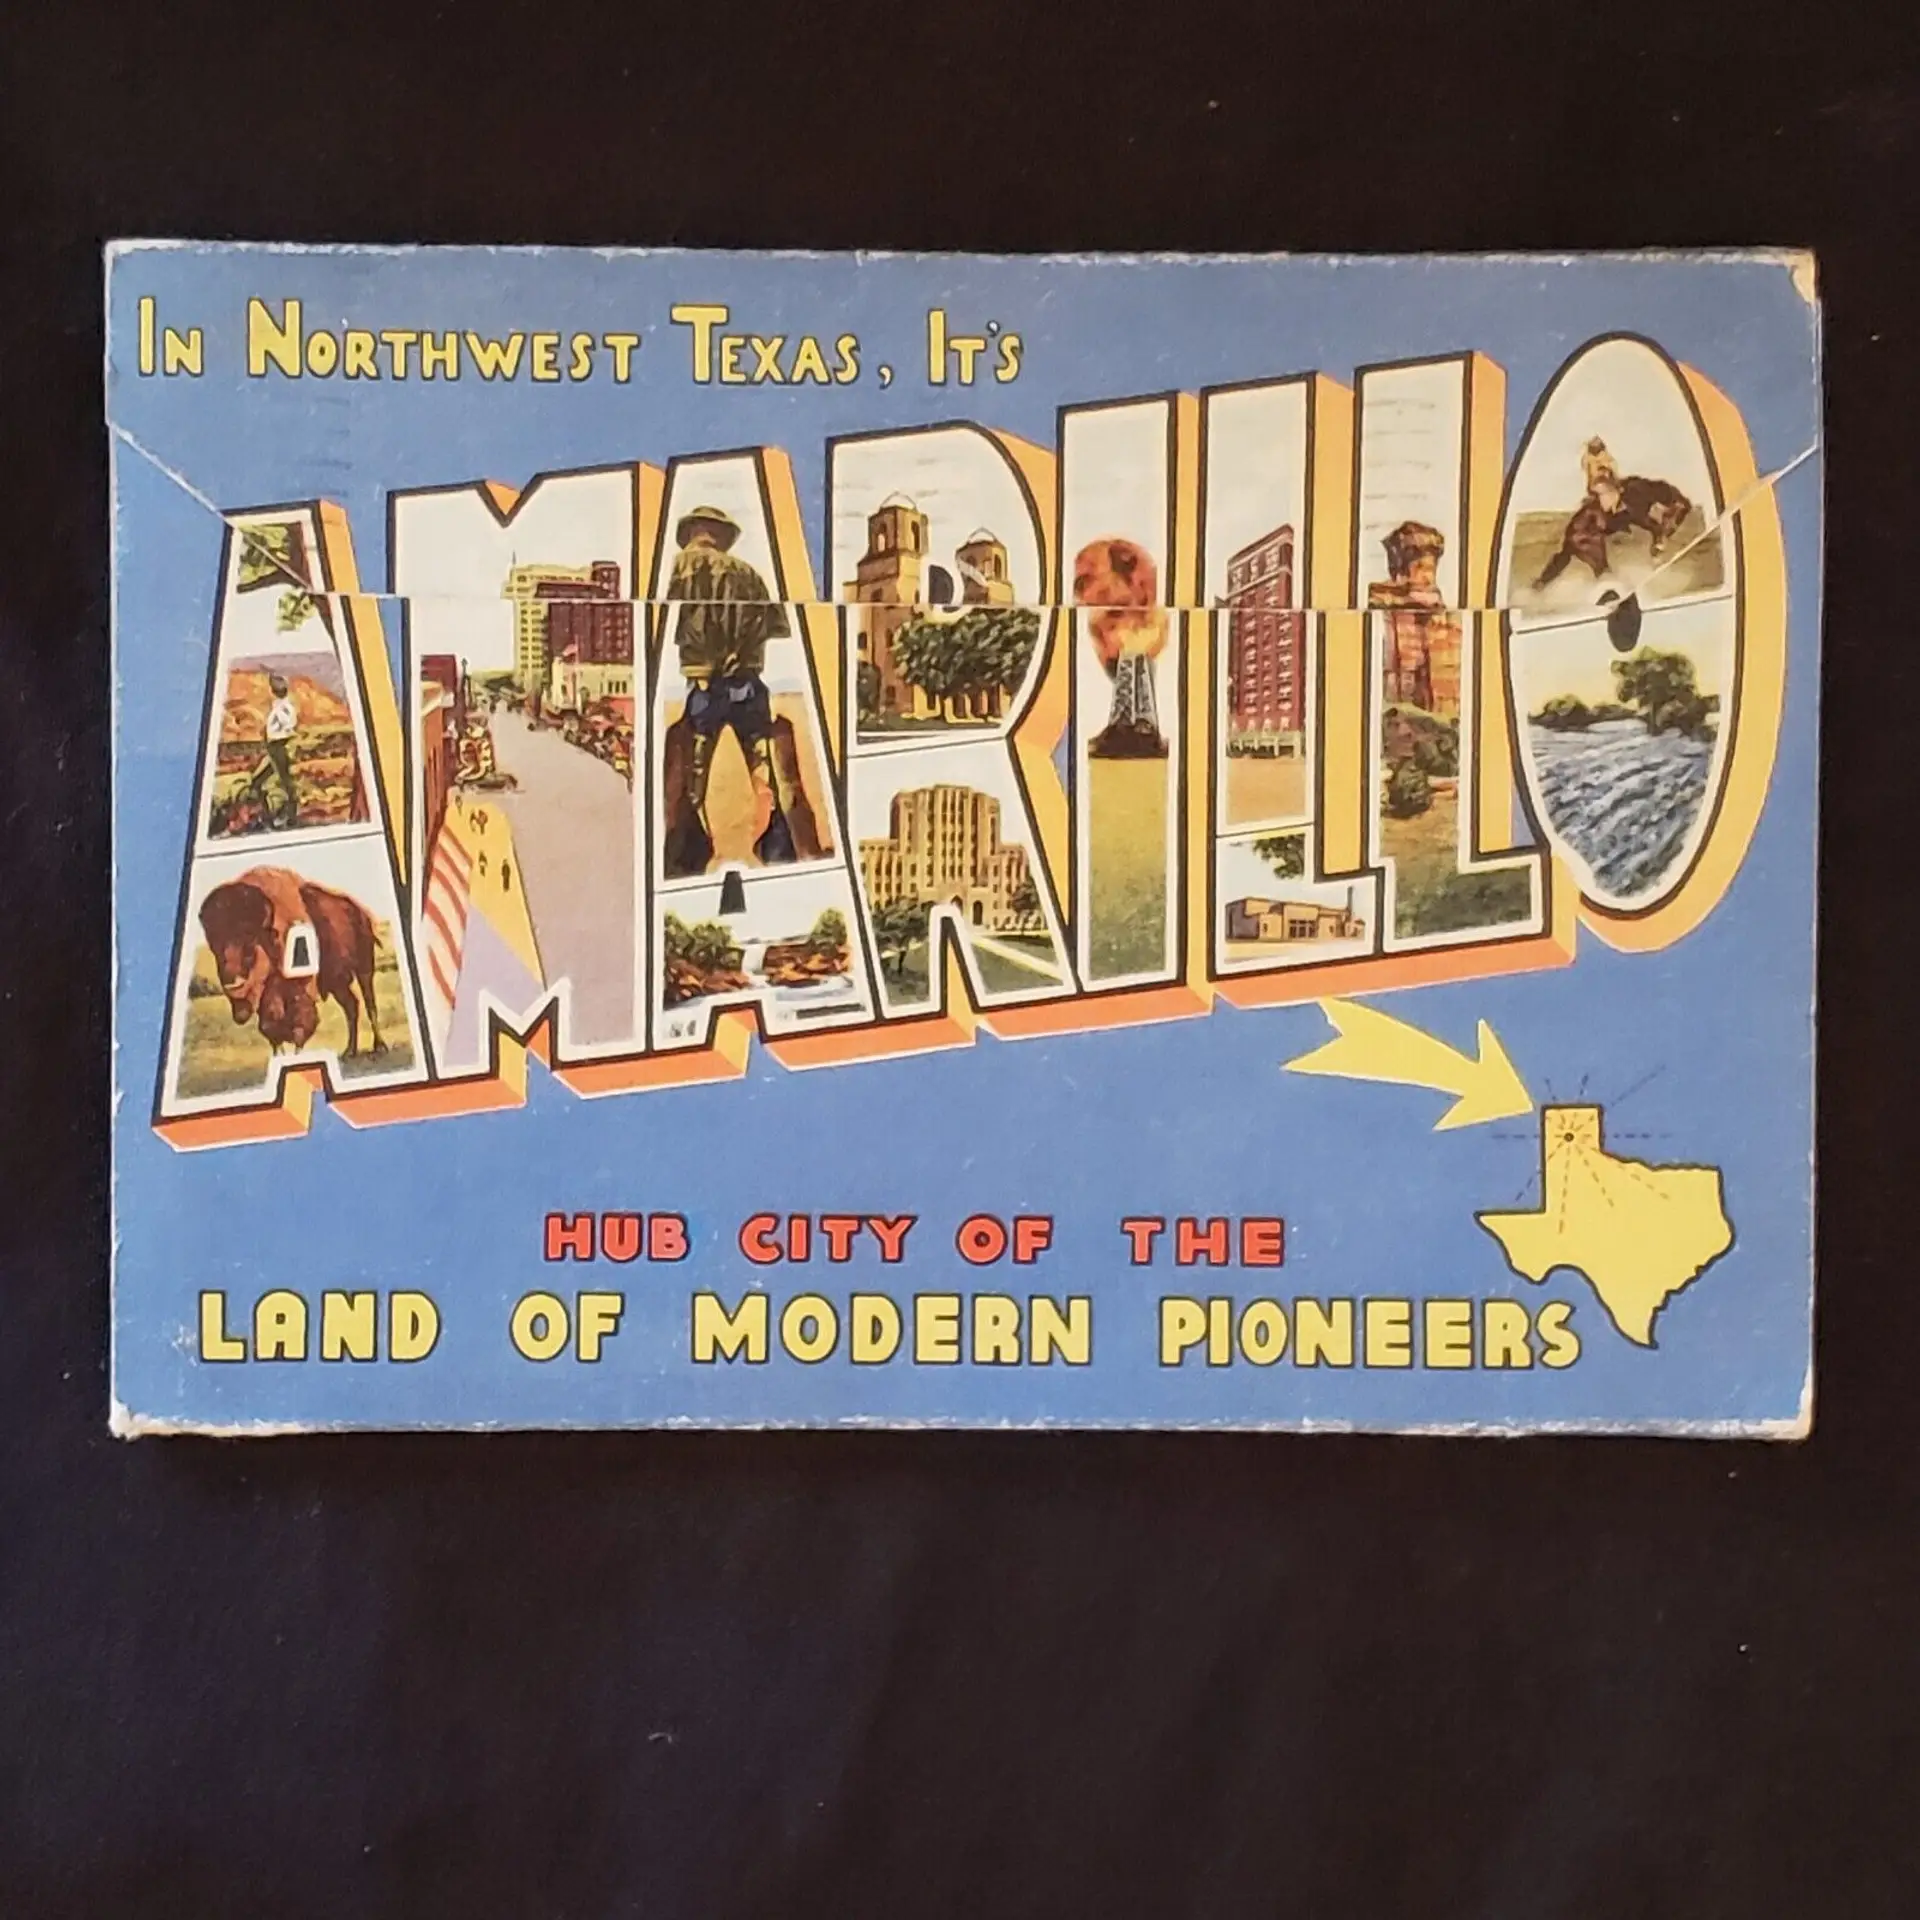 In Northwest Texas, It's
AMARILLO
HUB CITY OF THE
LAND OF MODERN PIONEERS